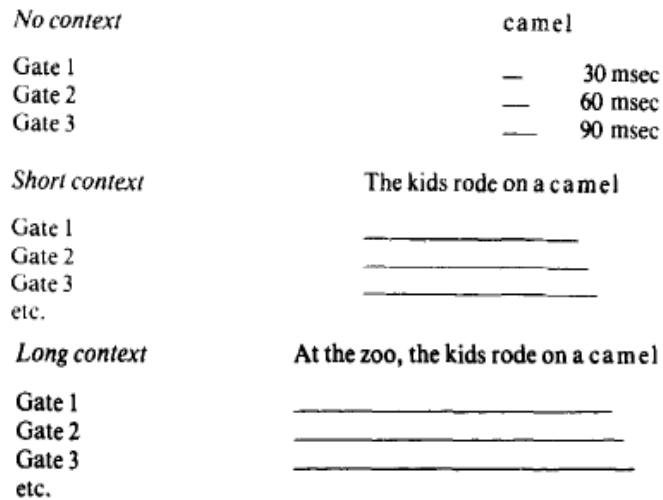 No context camel
Gate 1 30 msec
Gate 2 60 msec
Gate 3 90 msec
Short context The kids rode on a camel
Gate 1
Gate 2
Gate 3
etc.
Long context At the zoo, the kids rode on a camel
Gate 1
Gate 2
Gate 3
etc.